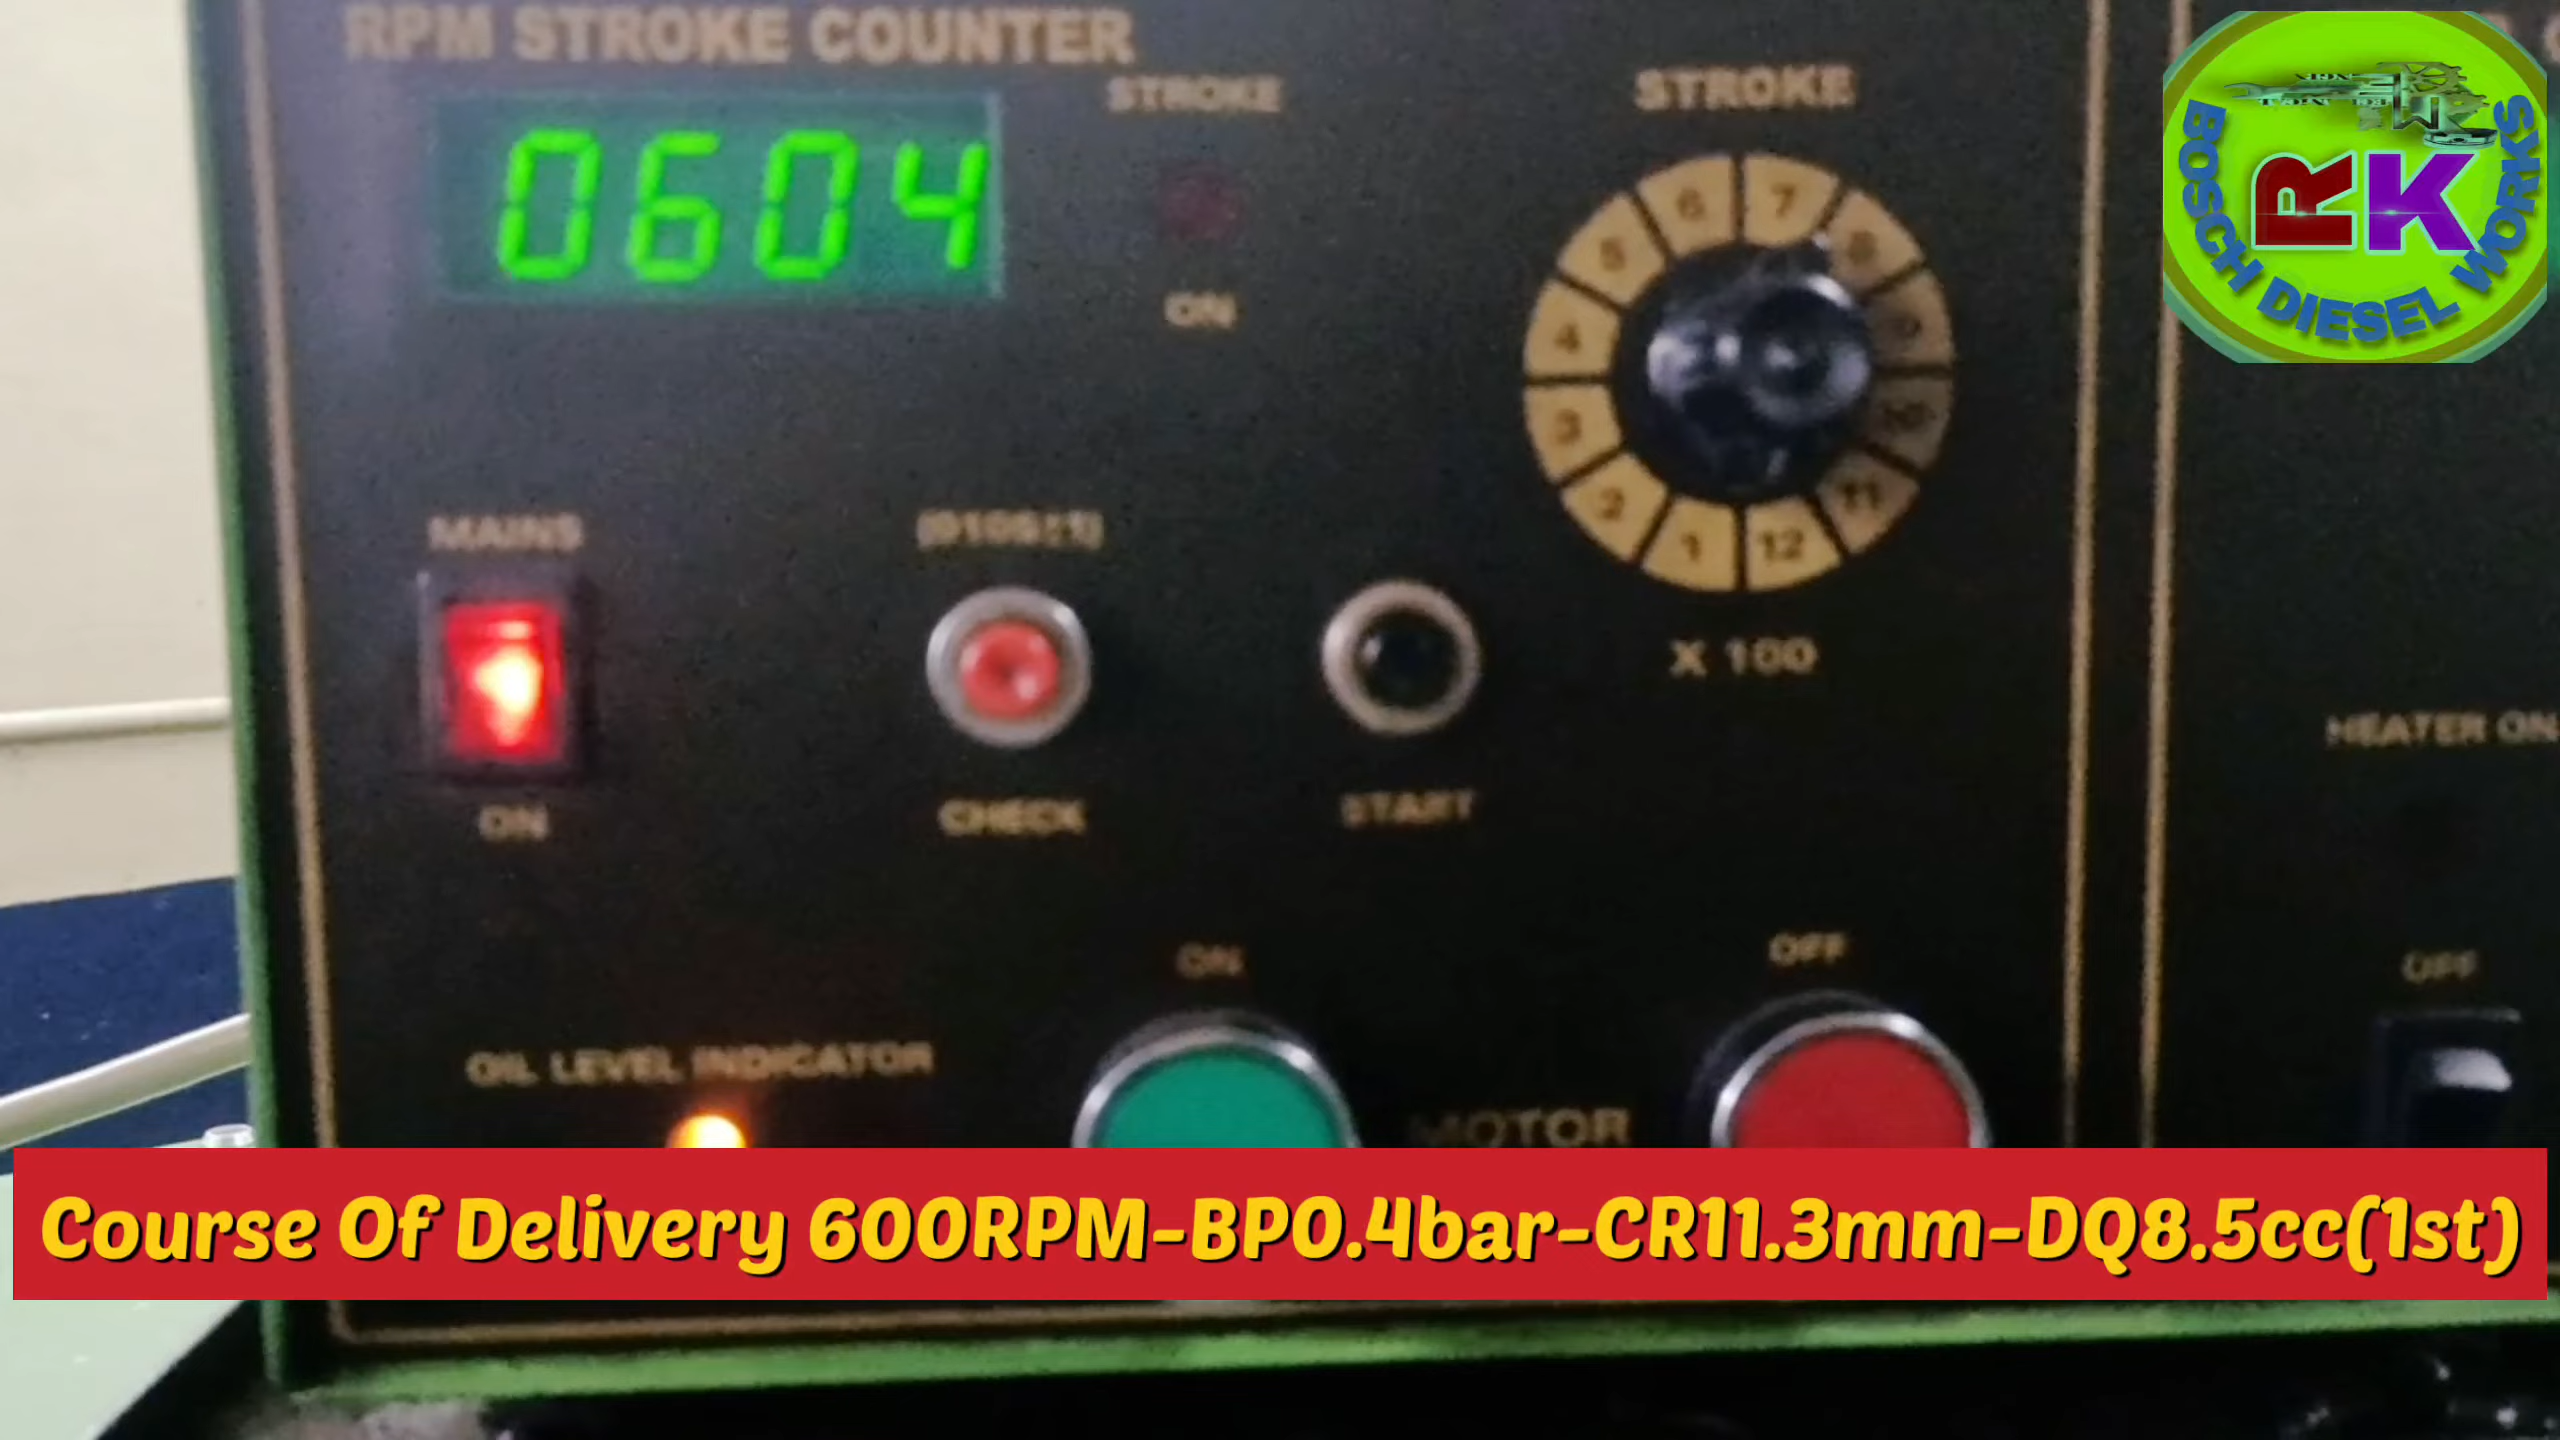 RPM STROKE COUNTER
0604
STROKE
ON
STROKE
1
2
3
4
5
6
7
8
9
10
11
12
X 100
MAINS
ON
CHECK
START
HEATER ON
OFF
ON
OFF
OIL LEVEL INDICATOR
MOTOR
RK
BOSCH DIESEL WORKS
Course Of Delivery 600RPM-BP0.4bar-CR11.3mm-DQ8.5cc(1st)